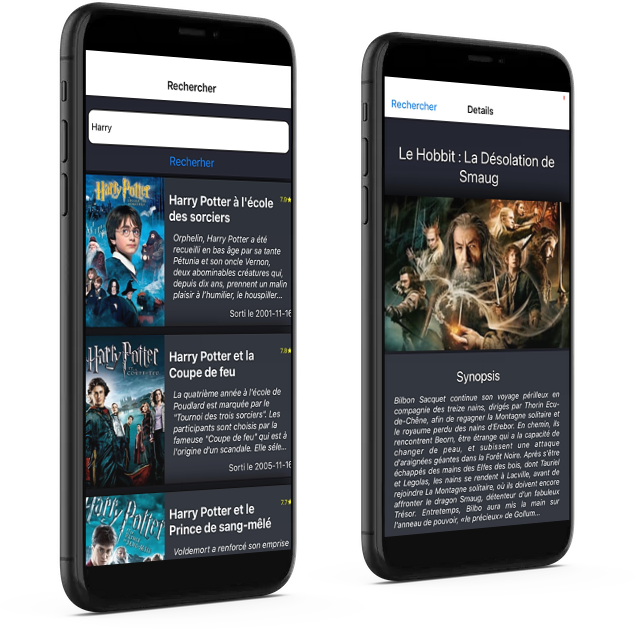 Rechercher
Harry
Rechercher
Harry Potter
Harry Potter à l'école
des sorciers
7.9★
Orphelin, Harry Potter a été
recueilli en bas âge par sa tante
Pétunia et son oncle Vernon,
deux abominables créatures qui,
depuis dix ans, prennent un malin
plaisir à l'humilier, le houspiller...
Sorti le 2001-11-16
Harry Potter
Harry Potter et la
Coupe de feu
7.8★
La quatrième année à l'école de
Poudlard est marquée par le
"Tournoi des trois sorciers". Les
participants sont choisis par la
fameuse "Coupe de feu" qui est à
l'origine d'un scandale. Elle séle...
Sorti le 2005-11-16
Harry Potter
Harry Potter et le
Prince de sang-mêlé
7.7★
Voldemort a renforcé son emprise
Rechercher
Details
Le Hobbit : La Désolation de
Smaug
Synopsis
Bilbon Sacquet continue son voyage périlleux en
compagnie des treize nains, dirigés par Thorin Ecu-
de-Chêne, afin de regagner la Montagne solitaire et
le royaume perdu des nains d'Erebor. En chemin, ils
rencontrent Beorn, être étrange qui a la capacité de
changer de peau, et subissent une attaque
d'araignées géantes dans la Forêt Noire. Après s'être
échappés des mains des Elfes des bois, dont Tauriel
et Legolas, les nains se rendent à Lacville, avant de
rejoindre La Montagne solitaire, où ils doivent encore
affronter le dragon Smaug, détenteur d'un fabuleux
Trésor. Entretemps, Bilbo aura mis la main sur
l'anneau de pouvoir, «le précieux» de Gollum...